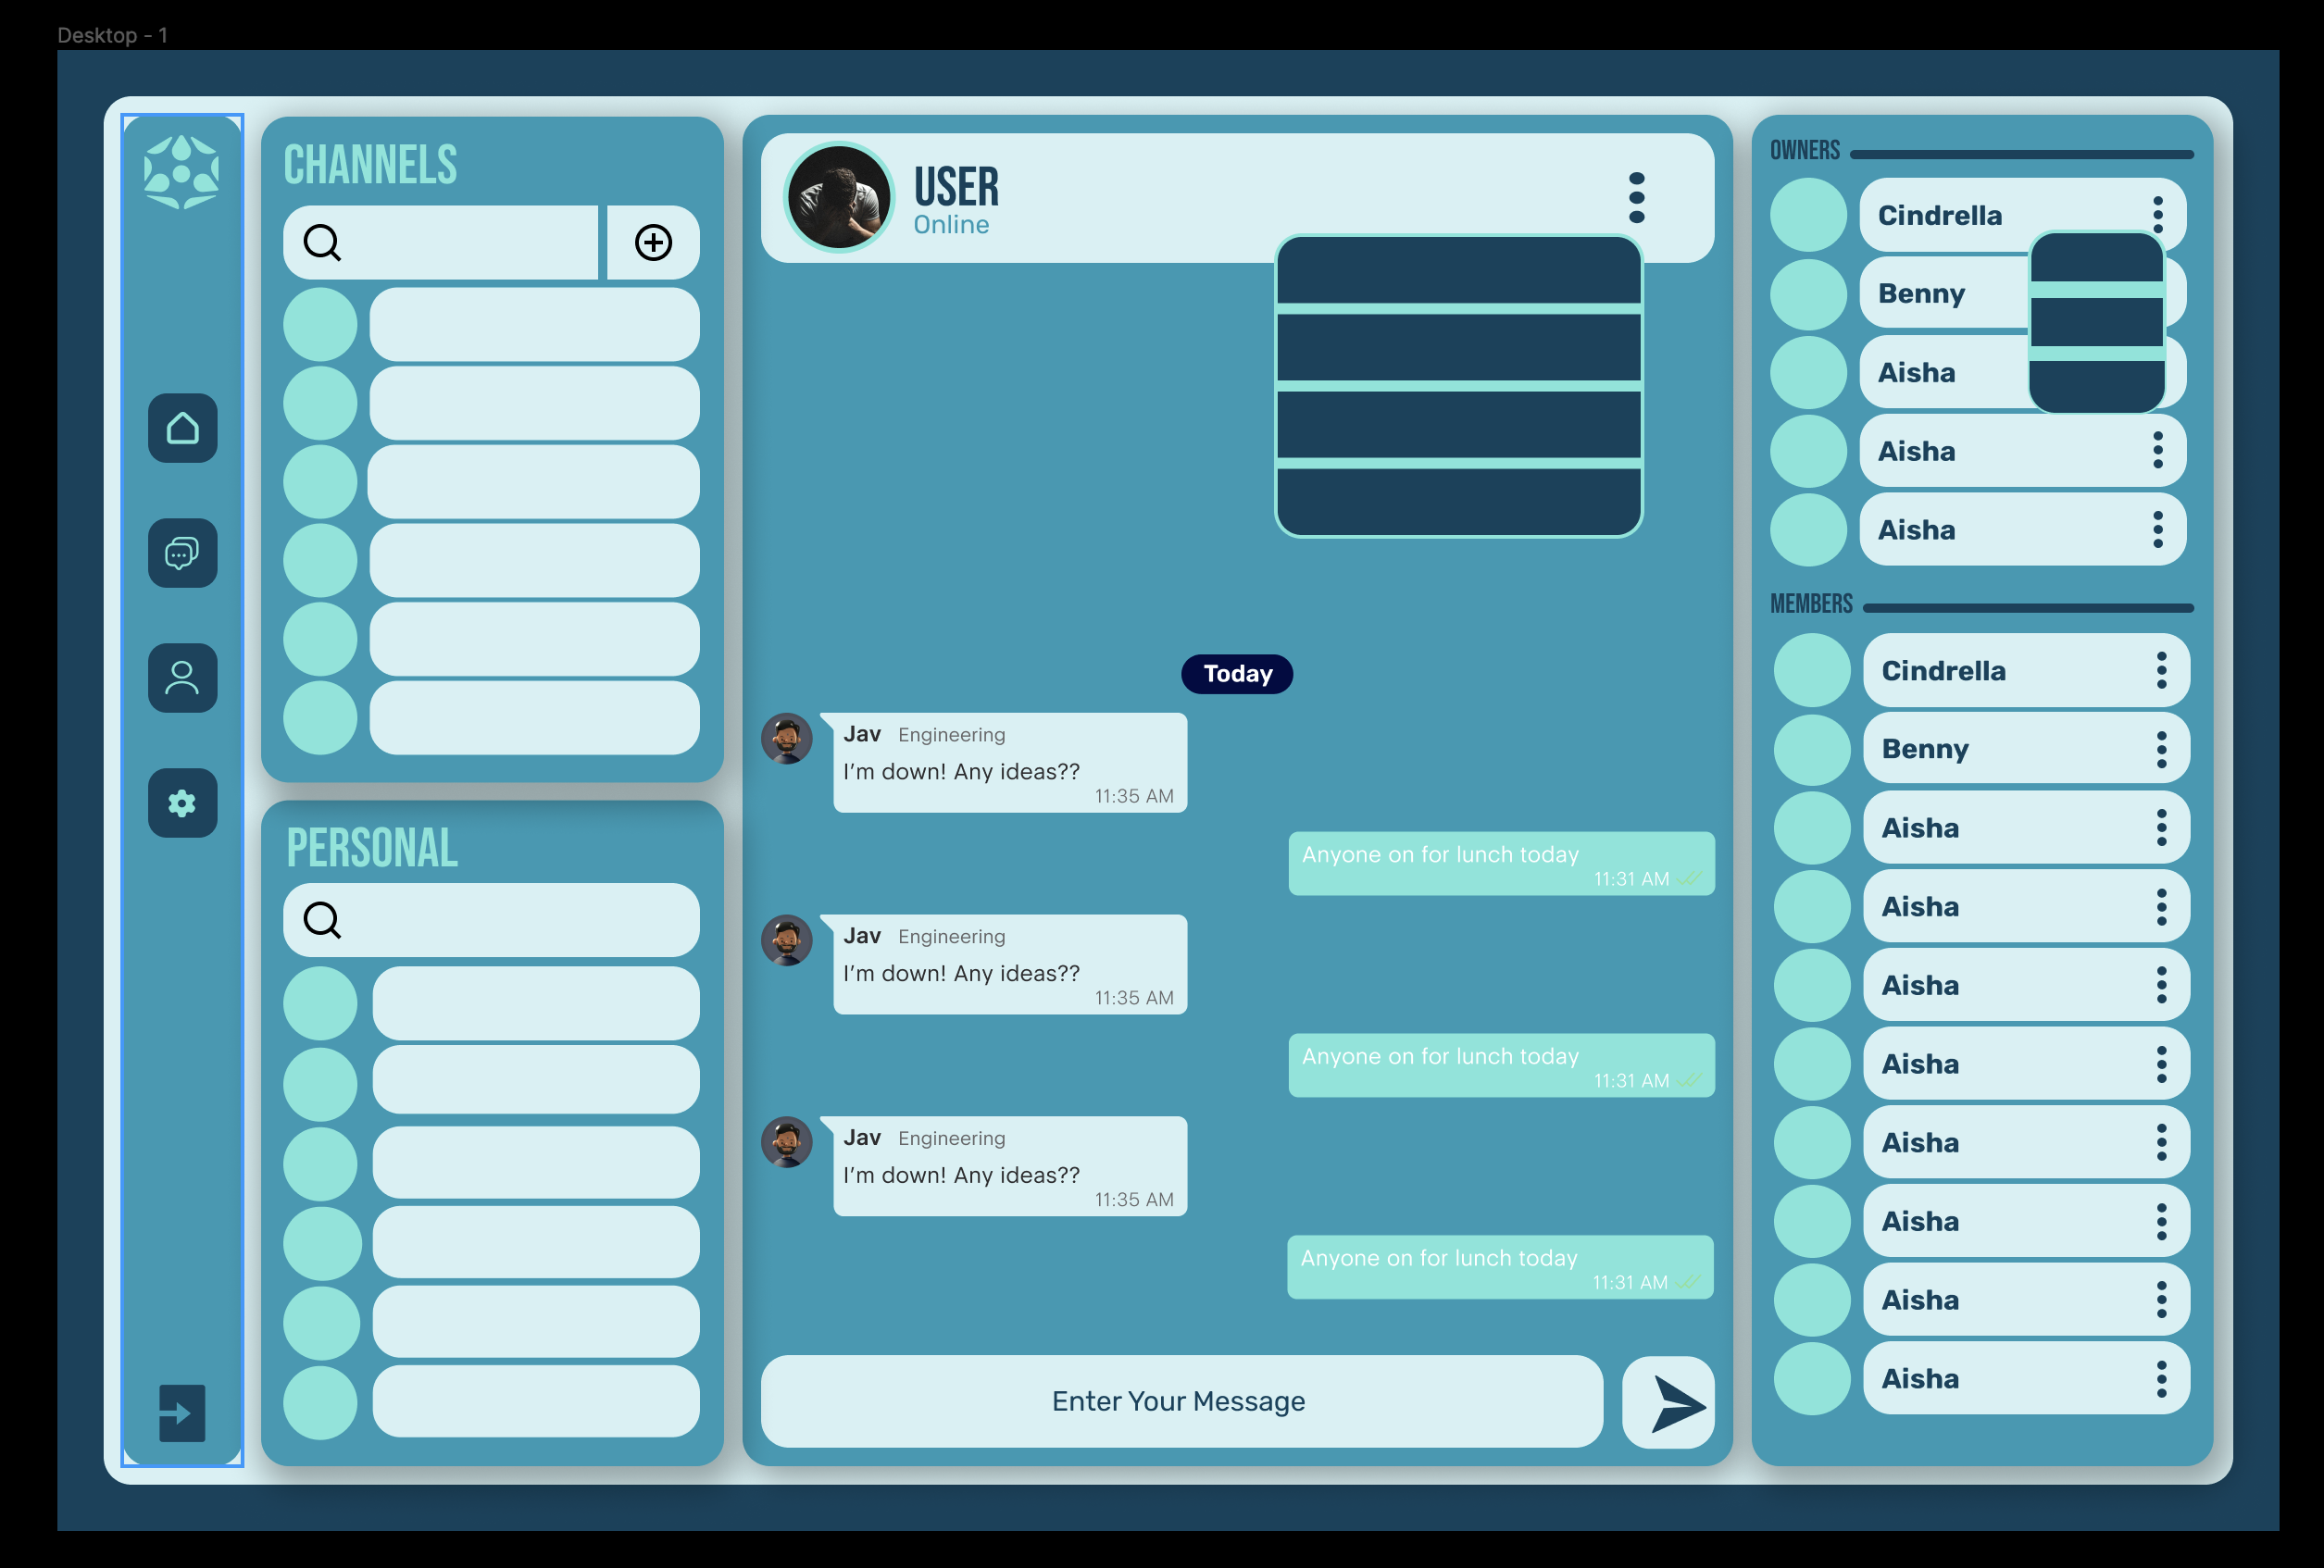 Desktop - 1
CHANNELS
PERSONAL
USER
Online
Today
Jav Engineering
I'm down! Any ideas??
11:35 AM
Anyone on for lunch today
11:31 AM
Jav Engineering
I'm down! Any ideas??
11:35 AM
Anyone on for lunch today
11:31 AM
Jav Engineering
I'm down! Any ideas??
11:35 AM
Anyone on for lunch today
11:31 AM
Enter Your Message
OWNERS
Cindrella
Benny
Aisha
Aisha
Aisha
MEMBERS
Cindrella
Benny
Aisha
Aisha
Aisha
Aisha
Aisha
Aisha
Aisha
Aisha